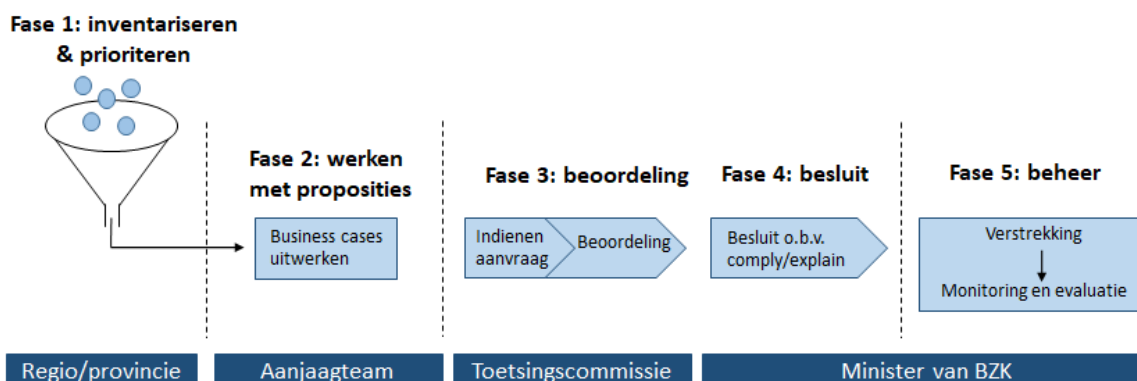 Fase 1: inventariseren
& prioriteren
Fase 2: werken
met proposities
Fase 3: beoordeling
Fase 4: besluit
Fase 5: beheer
Business cases
uitwerken
Indienen
aanvraag
Beoordeling
Besluit o.b.v.
comply/explain
Verstrekking
Monitoring en evaluatie
Regio/provincie
Aanjaagteam
Toetsingscommissie
Minister van BZK